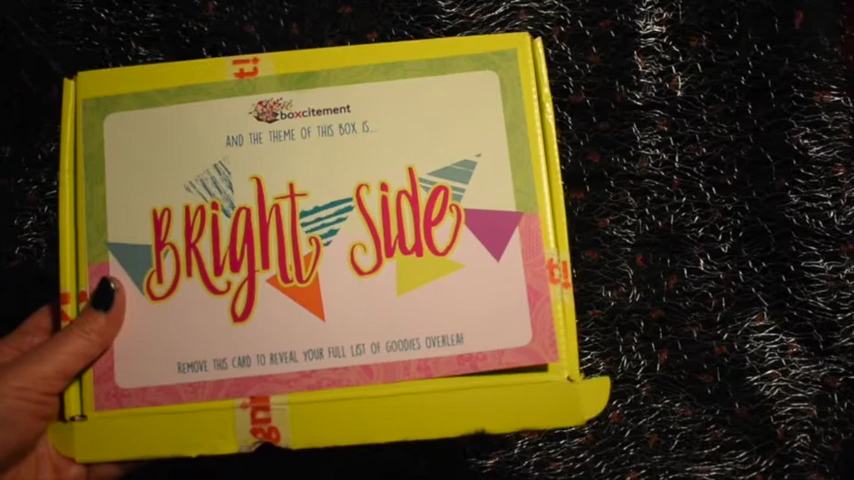 t!
boxcitement
AND THE THEME OF THIS BOX IS...
BRight Side
t!
REMOVE THIS CARD TO REVEAL YOUR FULL LIST OF GOODIES OVERLEAF
gni